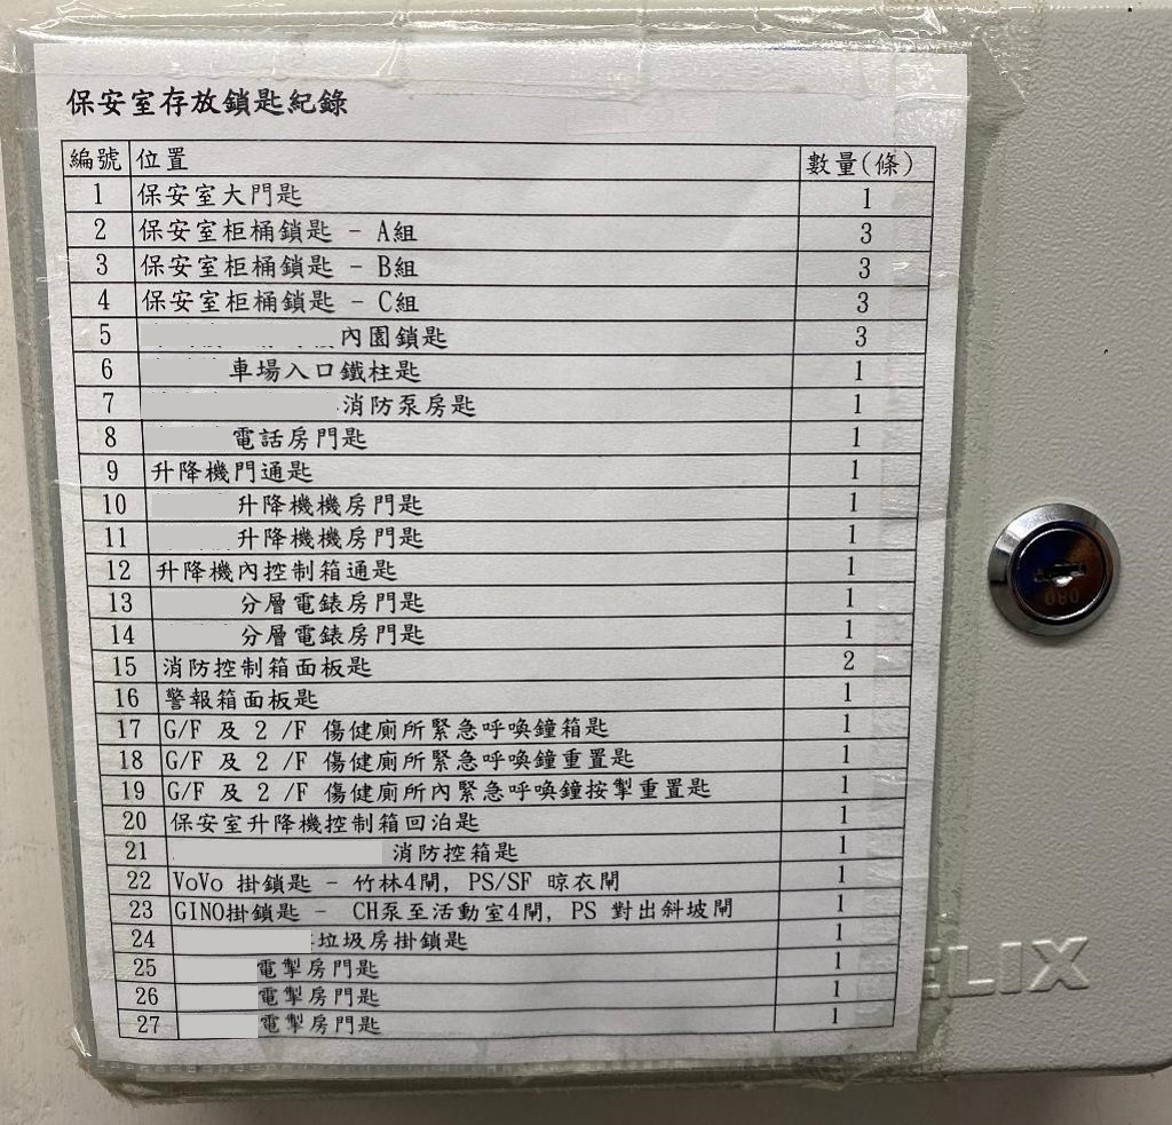 保安室存放鎖匙紀錄
編號 位置 數量(條)
1 保安室大門匙 1
2 保安室柜桶鎖匙 - A組 3
3 保安室柜桶鎖匙 - B組 3
4 保安室柜桶鎖匙 - C組 3
5 內園鎖匙 3
6 車場入口鐵柱匙 1
7 消防泵房匙 1
8 電話房門匙 1
9 升降機門通匙 1
10 升降機機房門匙 1
11 升降機機房門匙 1
12 升降機內控制箱通匙 1
13 分層電錶房門匙 1
14 分層電錶房門匙 1
15 消防控制箱面板匙 2
16 警報箱面板匙 1
17 G/F 及 2 /F 傷健廁所緊急呼喚鐘箱匙 1
18 G/F 及 2 /F 傷健廁所緊急呼喚鐘重置匙 1
19 G/F 及 2 /F 傷健廁所內緊急呼喚鐘按掣重置匙 1
20 保安室升降機控制箱回泊匙 1
21 消防控箱匙 1
22 VoVo 掛鎖匙 - 竹林4閘, PS/SF 晾衣閘 1
23 GINO掛鎖匙 - CH泵至活動室4閘, PS 對出斜坡閘 1
24 垃圾房掛鎖匙 1
25 電掣房門匙 1
26 電掣房門匙 1
27 電掣房門匙 1
ELIX
080